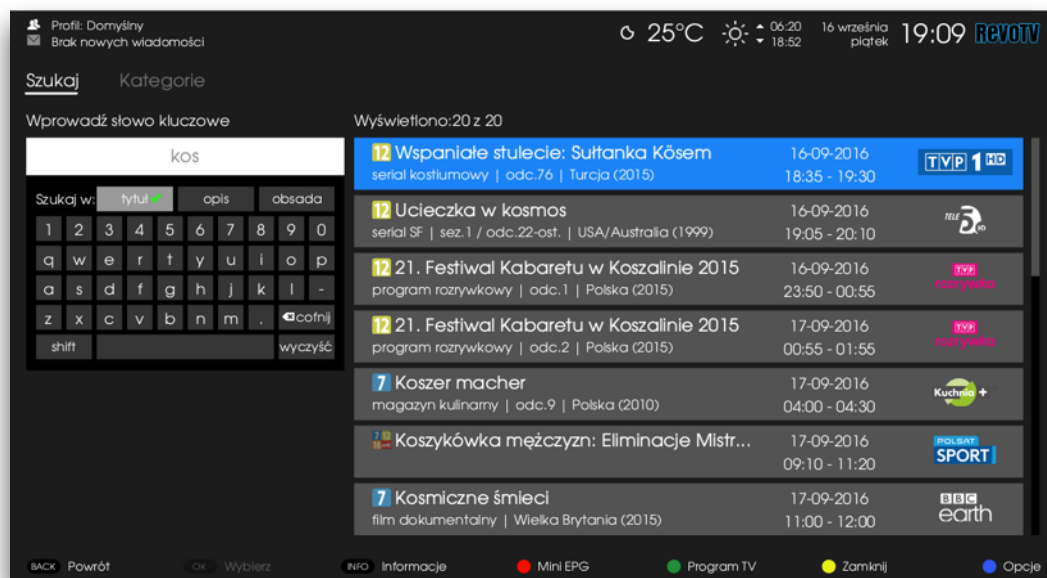 Profil: Domyślny
Brak nowych wiadomości
25°C
06:20
18:52
16 września
piątek
19:09
RevoTV
Szukaj Kategorie
Wprowadź słowo kluczowe
kos
Szukaj w: tytuł opis obsada
1 2 3 4 5 6 7 8 9 0
q w e r t y u i o p
a s d f g h j k l -
z x c v b n m . cofnij
shift wyczyść
Wyświetlono:20 z 20
12 Wspaniałe stulecie: Sułtanka Kösem 16-09-2016 TVP 1 HD
serial kostiumowy | odc.76 | Turcja (2015) 18:35 - 19:30
12 Ucieczka w kosmos 16-09-2016 TELE 5 HD
serial SF | sez.1 / odc.22-ost. | USA/Australia (1999) 19:05 - 20:10
12 21. Festiwal Kabaretu w Koszalinie 2015 16-09-2016 TVP
program rozrywkowy | odc.1 | Polska (2015) 23:50 - 00:55 rozrywka
12 21. Festiwal Kabaretu w Koszalinie 2015 17-09-2016 TVP
program rozrywkowy | odc.2 | Polska (2015) 00:55 - 01:55 rozrywka
7 Koszer macher 17-09-2016 Kuchnia +
magazyn kulinarny | odc.9 | Polska (2010) 04:00 - 04:30
Koszykówka mężczyzn: Eliminacje Mistr... 17-09-2016 POLSAT
09:10 - 11:20 SPORT
7 Kosmiczne śmieci 17-09-2016 BBC
film dokumentalny | Wielka Brytania (2015) 11:00 - 12:00 earth
BACK Powrót OK Wybierz INFO Informacje Mini EPG Program TV Zamknij Opcje